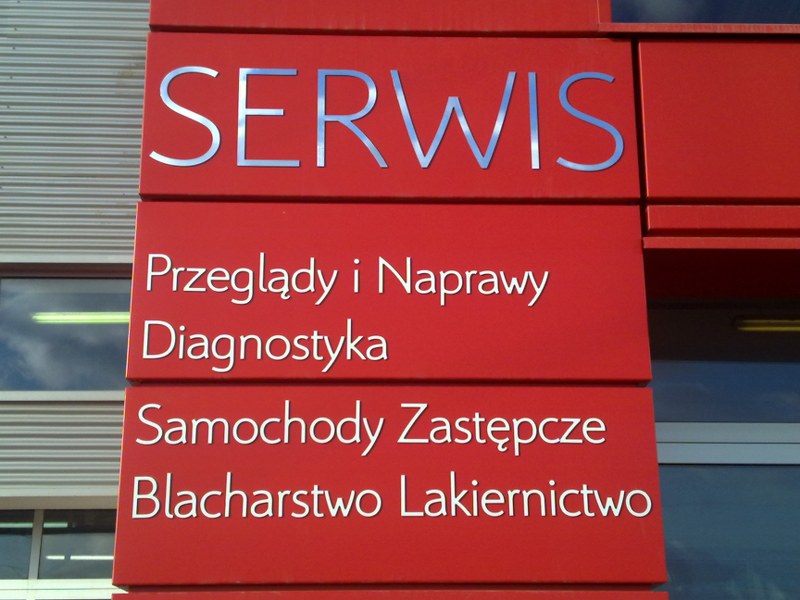 SERWIS
Przeglądy i Naprawy
Diagnostyka
Samochody Zastępcze
Blacharstwo Lakiernictwo